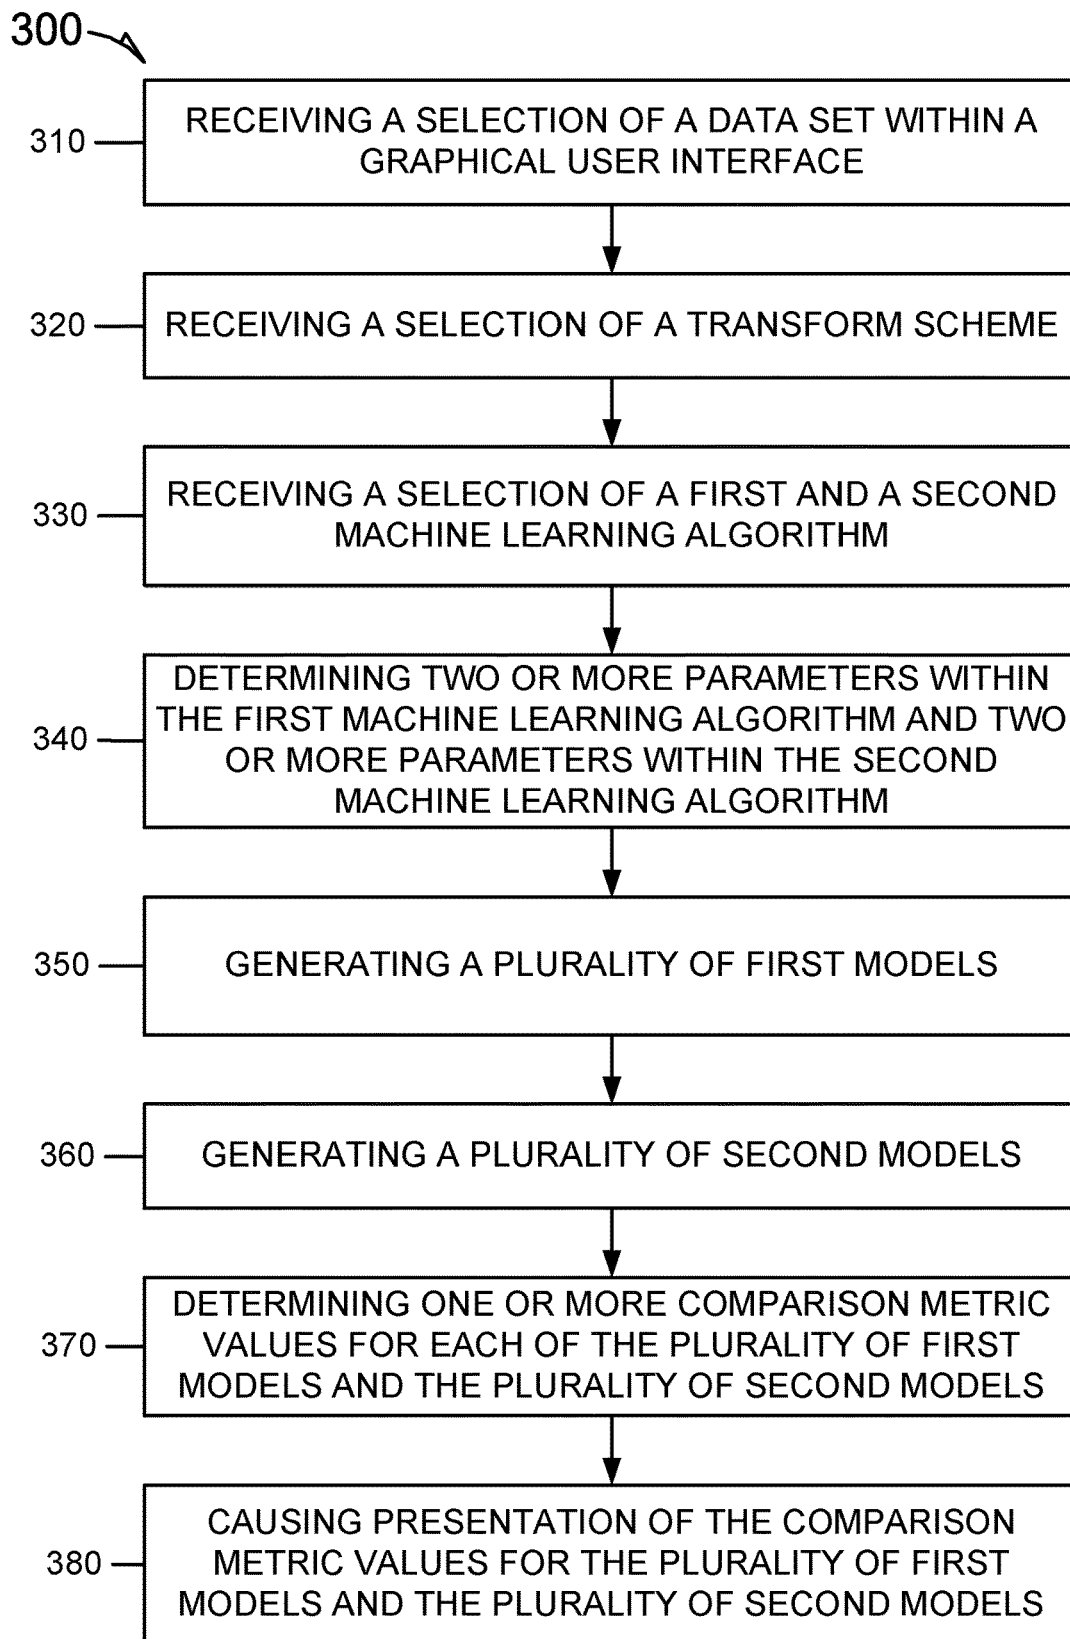 300
310
RECEIVING A SELECTION OF A DATA SET WITHIN A
GRAPHICAL USER INTERFACE
320
RECEIVING A SELECTION OF A TRANSFORM SCHEME
330
RECEIVING A SELECTION OF A FIRST AND A SECOND
MACHINE LEARNING ALGORITHM
340
DETERMINING TWO OR MORE PARAMETERS WITHIN
THE FIRST MACHINE LEARNING ALGORITHM AND TWO
OR MORE PARAMETERS WITHIN THE SECOND
MACHINE LEARNING ALGORITHM
350
GENERATING A PLURALITY OF FIRST MODELS
360
GENERATING A PLURALITY OF SECOND MODELS
370
DETERMINING ONE OR MORE COMPARISON METRIC
VALUES FOR EACH OF THE PLURALITY OF FIRST
MODELS AND THE PLURALITY OF SECOND MODELS
380
CAUSING PRESENTATION OF THE COMPARISON
METRIC VALUES FOR THE PLURALITY OF FIRST
MODELS AND THE PLURALITY OF SECOND MODELS